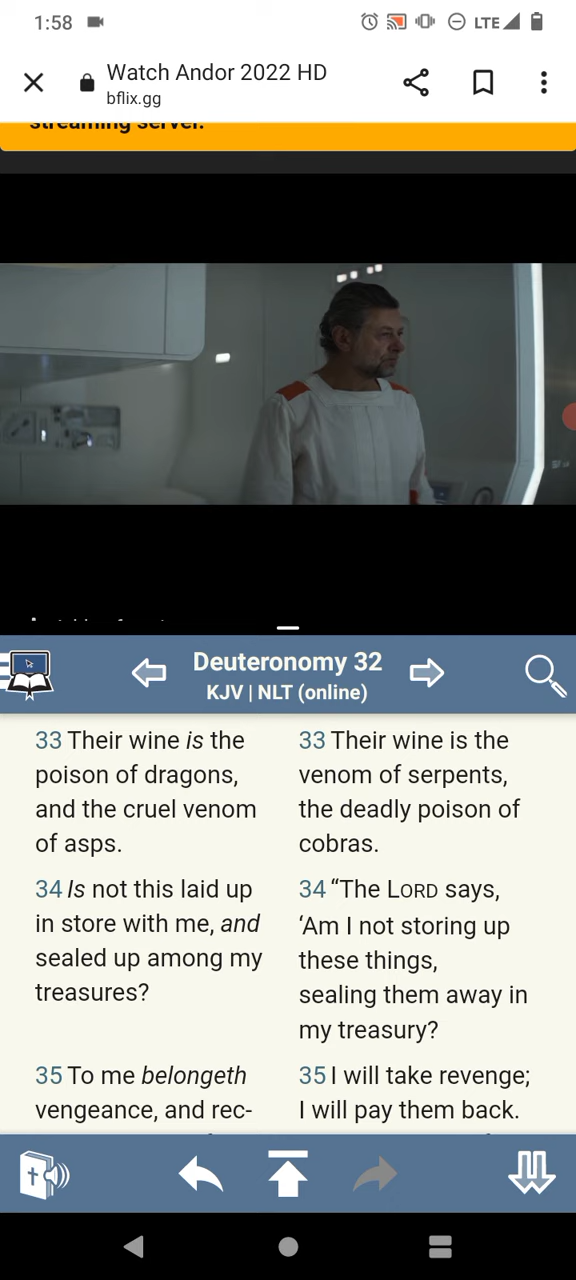 1:58
LTE
Watch Andor 2022 HD
bflix.gg
streaming server.
Deuteronomy 32
KJV | NLT (online)
33 Their wine is the
poison of dragons,
and the cruel venom
of asps.
33 Their wine is the
venom of serpents,
the deadly poison of
cobras.
34 Is not this laid up
in store with me, and
sealed up among my
treasures?
34 “The LORD says,
‘Am I not storing up
these things,
sealing them away in
my treasury?
35 To me belongeth
vengeance, and rec-
35 I will take revenge;
I will pay them back.